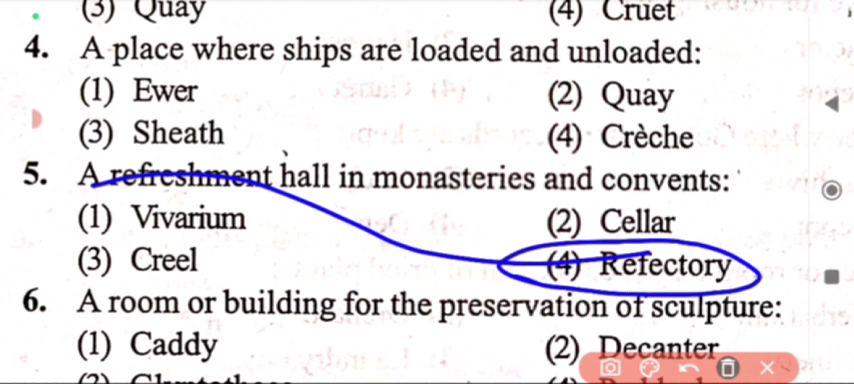 (3) Quay (4) Cruet
4. A place where ships are loaded and unloaded:
(1) Ewer (2) Quay
(3) Sheath (4) Crèche
5. A refreshment hall in monasteries and convents:
(1) Vivarium (2) Cellar
(3) Creel (4) Refectory
6. A room or building for the preservation of sculpture:
(1) Caddy (2) Decanter